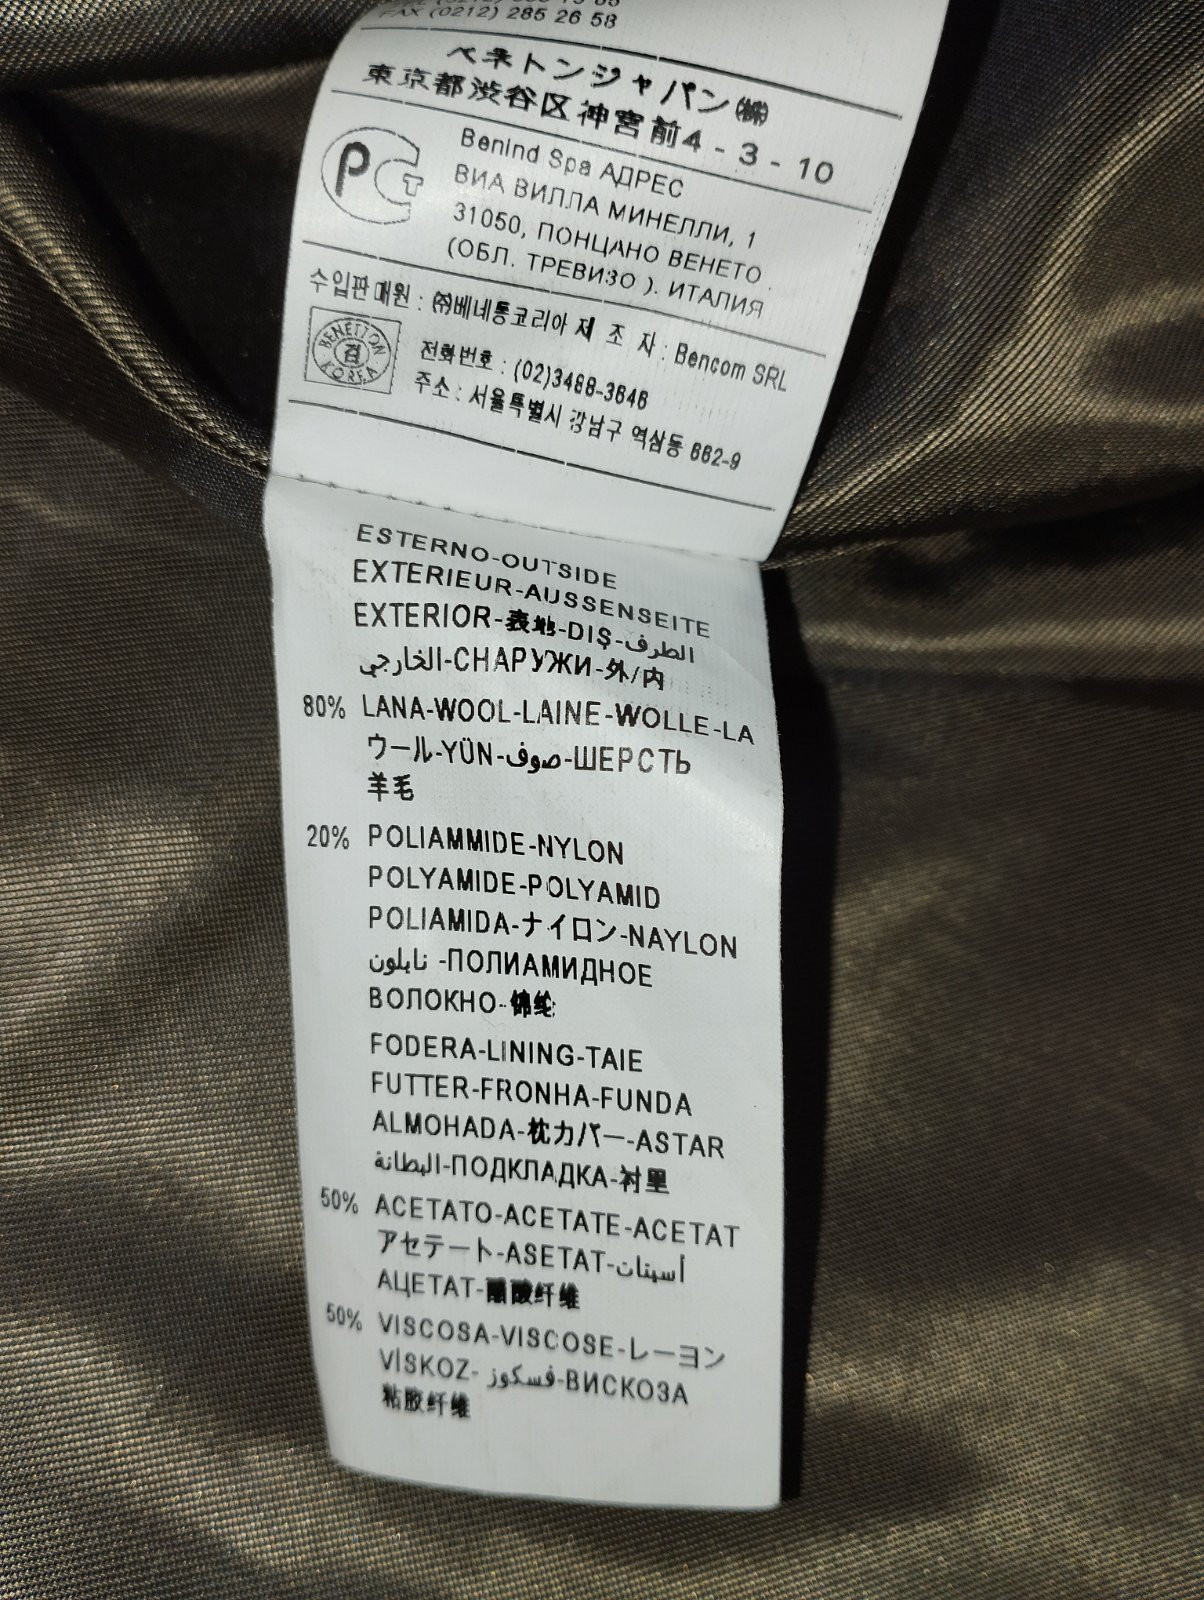 FAX (0212) 285 26 58
ベネトンジャパン㈱
東京都渋谷区神宮前4-3-10
Benind Spa АДРЕС
ВИА ВИЛЛА МИНЕЛЛИ, 1
31050, ПОНЦАНО ВЕНЕТО
(ОБЛ. ТРЕВИЗО ). ИТАЛИЯ
수입판매원 : ㈜베네통코리아 제 조 자 : Bencom SRL
BENETTON
검
KOREA
전화번호 : (02)3468-3646
주소 : 서울특별시 강남구 역삼동 662-9
ESTERNO-OUTSIDE
EXTERIEUR-AUSSENSEITE
EXTERIOR-表地-DIŞ-الطرف
الخارجي-СНАРУЖИ-外/内
80% LANA-WOOL-LAINE-WOLLE-LA
ウール-YÜN-صوف-ШЕРСТЬ
羊毛
20% POLIAMMIDE-NYLON
POLYAMIDE-POLYAMID
POLIAMIDA-ナイロン-NAYLON
نايلون -ПОЛИАМИДНОЕ
ВОЛОКНО-锦纶
FODERA-LINING-TAIE
FUTTER-FRONHA-FUNDA
ALMOHADA-枕カバー-ASTAR
البطانة-ПОДКЛАДКА-衬里
50% ACETATO-ACETATE-ACETAT
アセテート-ASETAT-أسيتات
АЦЕТАТ-醋酸纤维
50% VISCOSA-VISCOSE-レーヨン
VİSKOZ- فسكوز-ВИСКОЗА
粘胶纤维